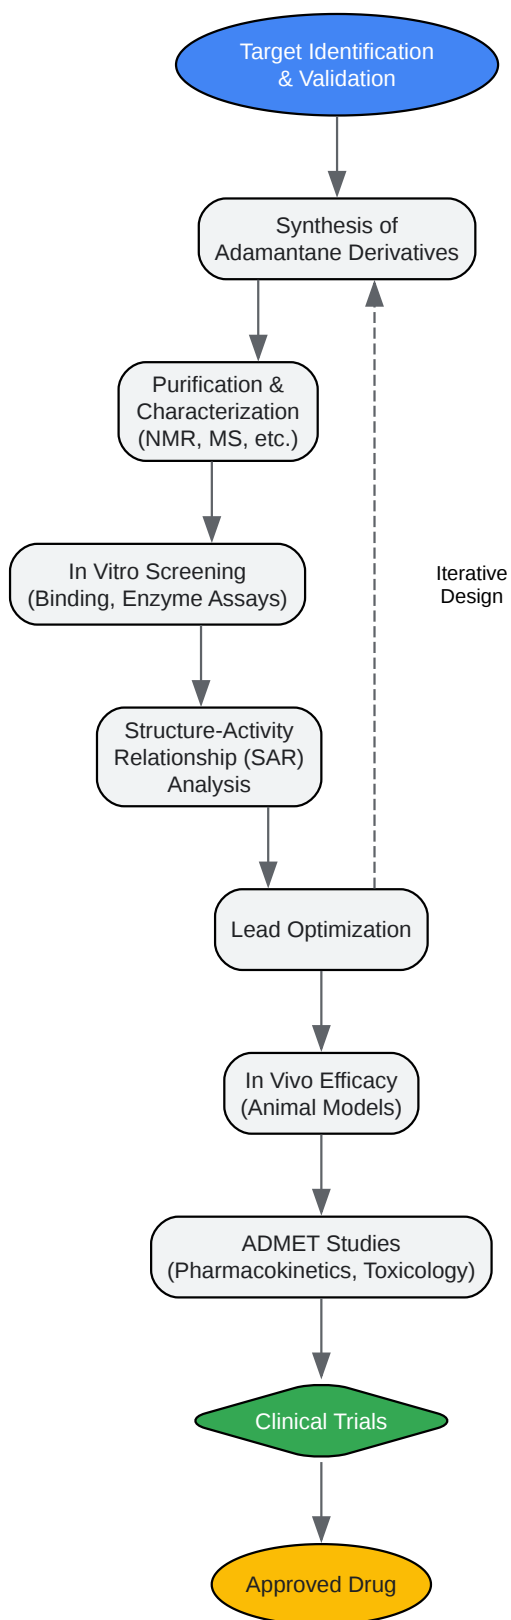 Target Identification
& Validation
Synthesis of
Adamantane Derivatives
Purification &
Characterization
(NMR, MS, etc.)
In Vitro Screening
(Binding, Enzyme Assays)
Iterative
Design
Structure-Activity
Relationship (SAR)
Analysis
Lead Optimization
In Vivo Efficacy
(Animal Models)
ADMET Studies
(Pharmacokinetics, Toxicology)
Clinical Trials
Approved Drug